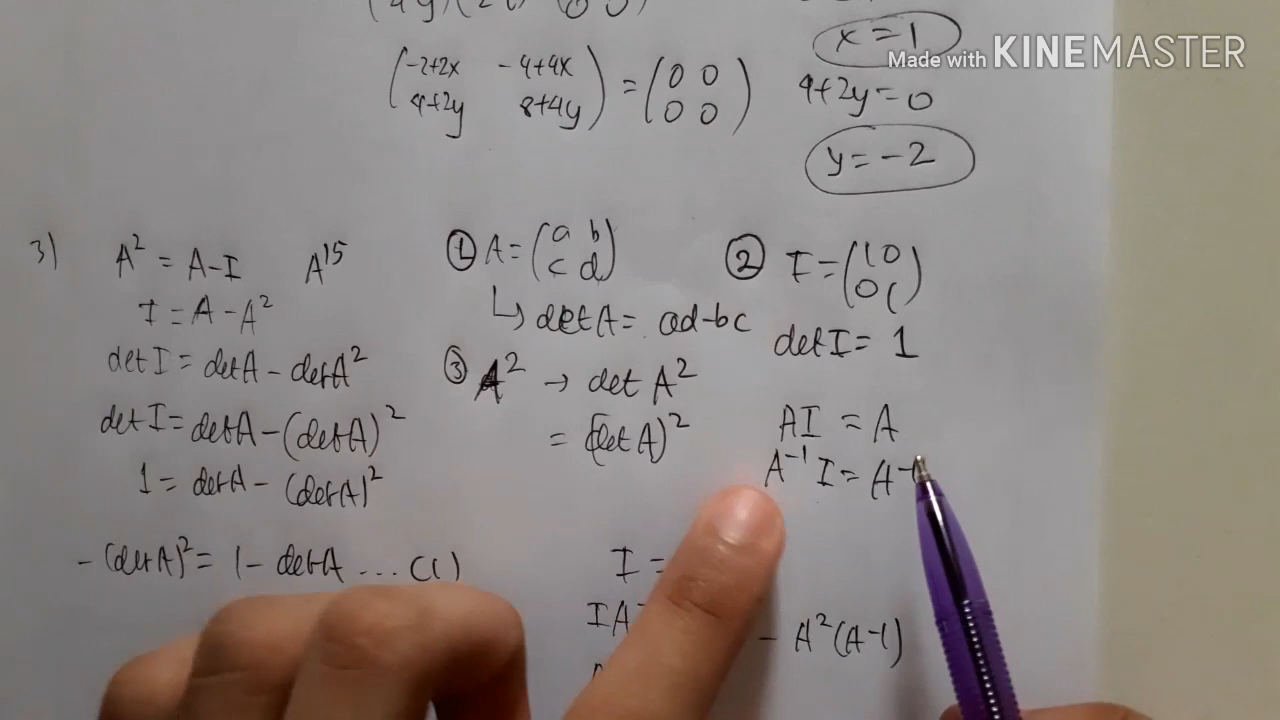 x=1
Made with KINEMASTER
(-2+2x -4+4x
4+2y 8+4y) = (0 0
0 0)
4+2y=0
y=-2
3) A² = A-I A¹⁵
I = A - A²
det I = det A - det A²
det I = det A - (det A)²
1 = det A - (det A)²
-(det A)² = 1 - det A ... (1)
① A = (a b
c d)
↳ det A = ad-bc
③ A² → det A²
= (det A)²
② I = (1 0
0 1)
det I = 1
AI = A
A⁻¹ I = A⁻
I =
IA
- A²(A-1)